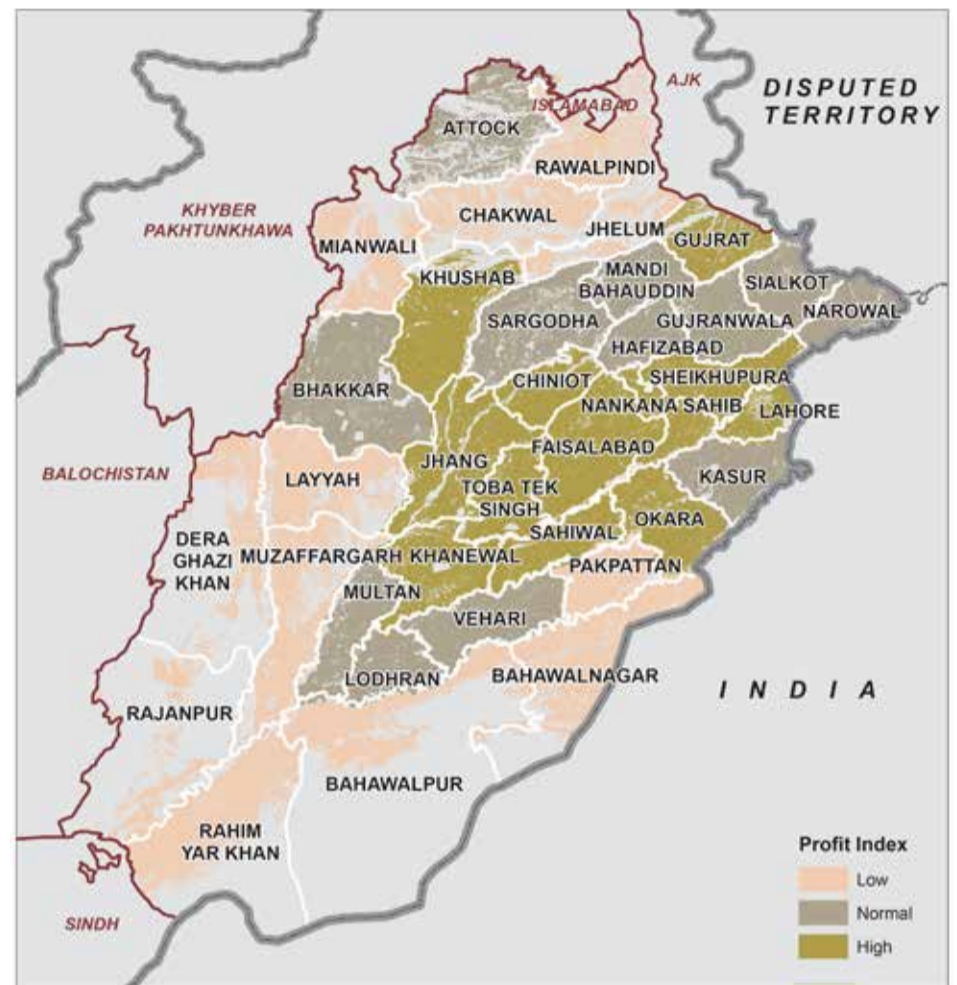 AJK
DISPUTED
TERRITORY
ISLAMABAD
ATTOCK
RAWALPINDI
KHYBER
PAKHTUNKHAWA
CHAKWAL
MIANWALI
JHELUM
GUJRAT
KHUSHAB
MANDI
BAHAUDDIN
SIALKOT
NAROWAL
SARGODHA
GUJRANWALA
HAFIZABAD
BHAKKAR
CHINIOT
SHEIKHUPURA
NANKANA SAHIB
LAHORE
FAISALABAD
BALOCHISTAN
LAYYAH
JHANG
KASUR
TOBA TEK
SINGH
OKARA
SAHIWAL
DERA
GHAZI
KHAN
MUZAFFARGARH
KHANEWAL
PAKPATTAN
MULTAN
VEHARI
LODHRAN
BAHAWALNAGAR
INDIA
RAJANPUR
BAHAWALPUR
RAHIM
YAR KHAN
SINDH
Profit Index
Low
Normal
High